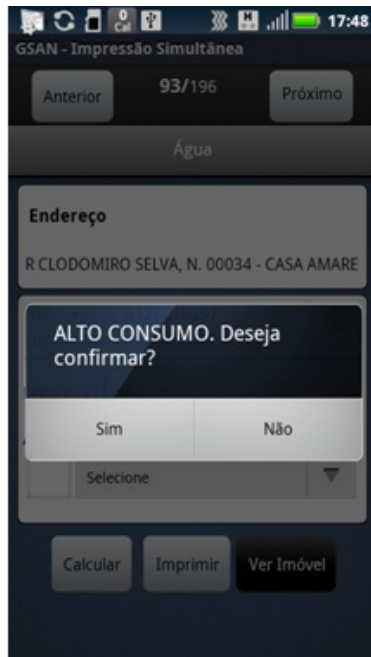 17:48
GSAN - Impressão Simultânea
Anterior
93/196
Próximo
Água
Endereço
R CLODOMIRO SELVA, N. 00034 - CASA AMARE
ALTO CONSUMO. Deseja
confirmar?
Sim
Não
Selecione
Calcular
Imprimir
Ver Imóvel